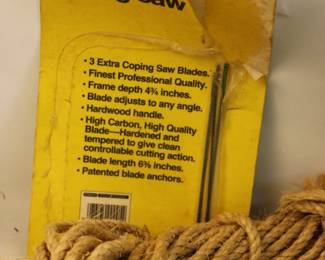 Saw
• 3 Extra Coping Saw Blades.
• Finest Professional Quality.
• Frame depth 4¾ inches.
• Blade adjusts to any angle.
• Hardwood handle.
• High Carbon, High Quality
Blade—Hardened and
tempered to give clean
controllable cutting action.
• Blade length 6⅝ inches.
• Patented blade anchors.